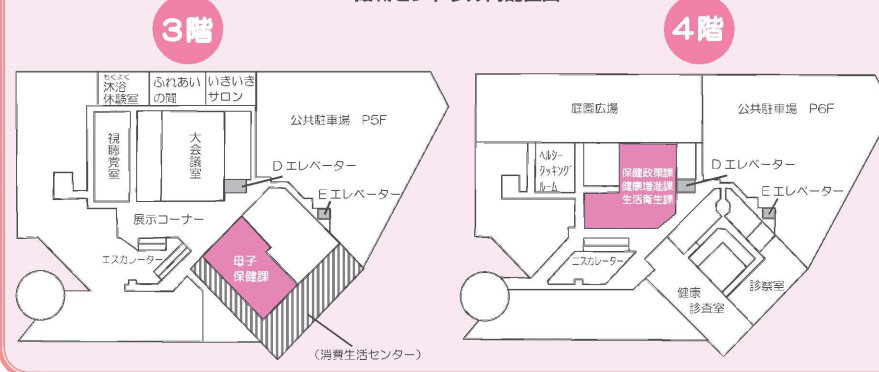 3階
4階
もくよく
沐浴
体験室
ふれあい
の間
いきいき
サロン
公共駐車場 P5F
視聴覚室
大会議室
Dエレベーター
Eエレベーター
展示コーナー
エスカレーター
母子
保健課
(消費生活センター)
庭園広場
公共駐車場 P6F
ヘルシー
クッキング
ルーム
保健政策課
健康増進課
生活衛生課
Dエレベーター
Eエレベーター
エスカレーター
健康
診査室
診察室